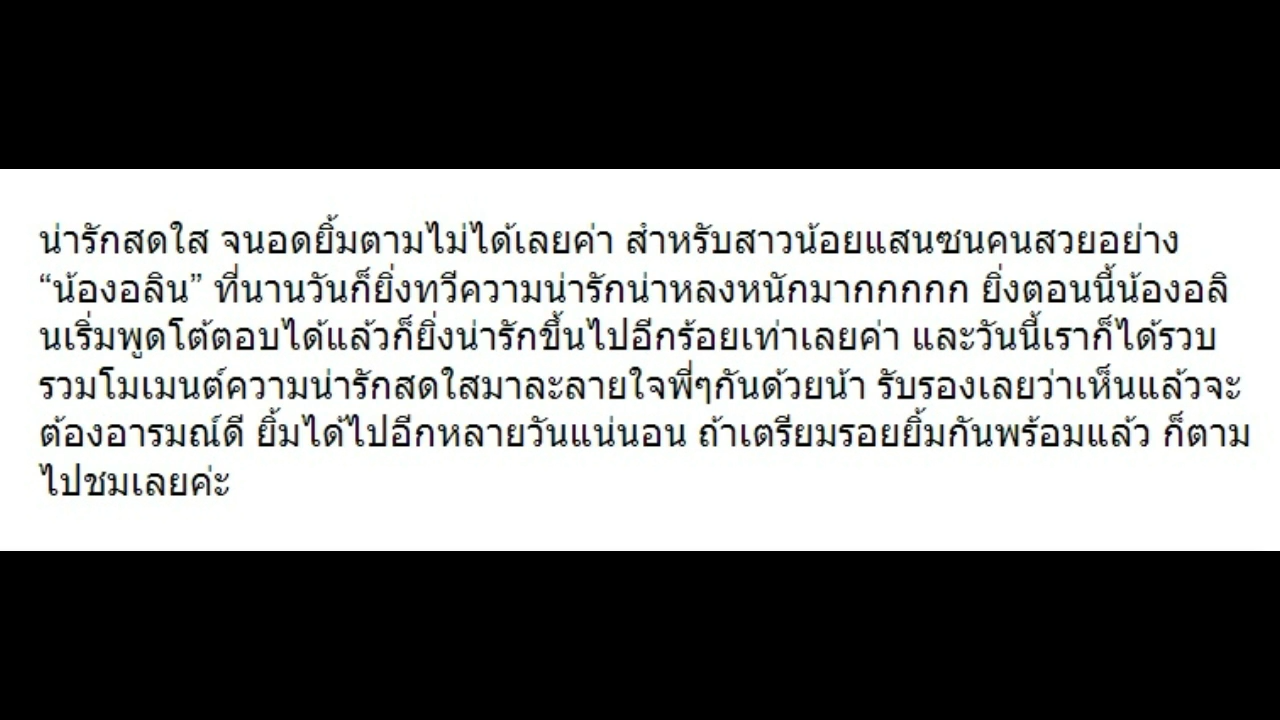 น่ารักสดใส จนอดยิ้มตามไม่ได้เลยค่า สำหรับสาวน้อยแสนซนคนสวยอย่าง
“น้องอลิน” ที่นานวันก็ยิ่งทวีความน่ารักน่าหลงหนักมากกกกก ยิ่งตอนนี้น้องอลิ
นเริ่มพูดโต้ตอบได้แล้วก็ยิ่งน่ารักขึ้นไปอีกร้อยเท่าเลยค่า และวันนี้เราก็ได้รวบ
รวมโมเมนต์ความน่ารักสดใสมาละลายใจพี่ๆกันด้วยน้า รับรองเลยว่าเห็นแล้วจะ
ต้องอารมณ์ดี ยิ้มได้ไปอีกหลายวันแน่นอน ถ้าเตรียมรอยยิ้มกันพร้อมแล้ว ก็ตาม
ไปชมเลยค่ะ